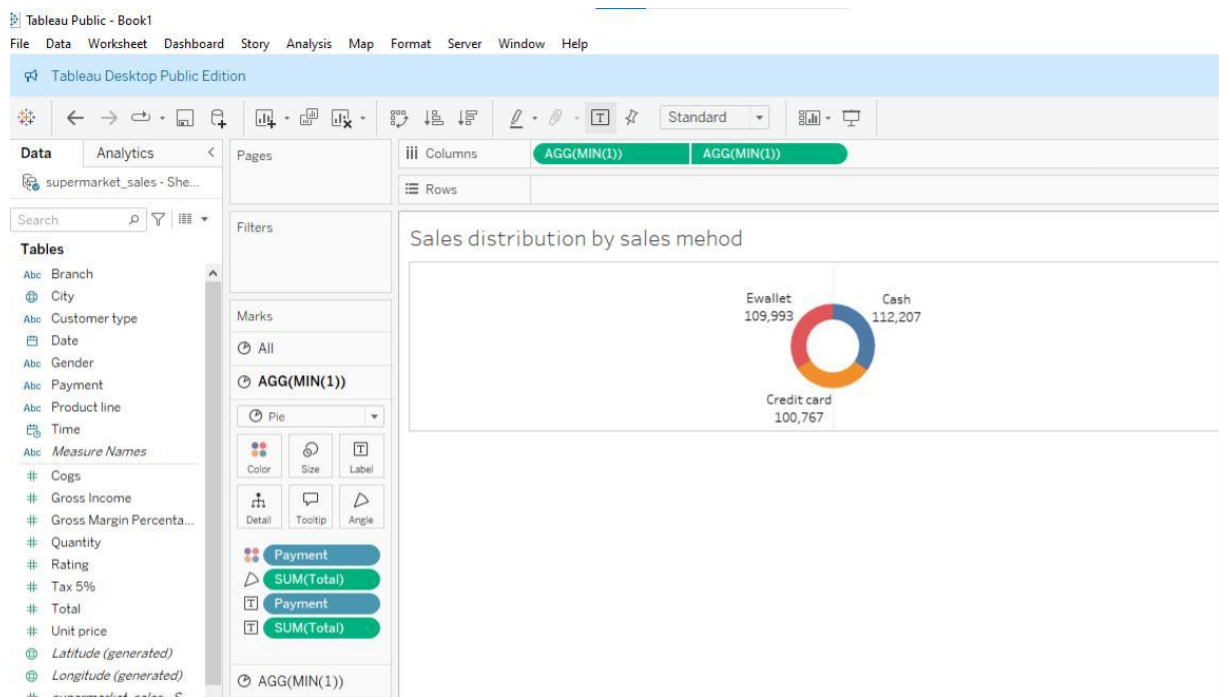 Tableau Public - Book1
File Data Worksheet Dashboard Story Analysis Map Format Server Window Help
Tableau Desktop Public Edition
Standard
Data Analytics
supermarket_sales - She...
Search
Tables
Abc Branch
City
Abc Customer type
Date
Abc Gender
Abc Payment
Abc Product line
Time
Abc Measure Names
# Cogs
# Gross Income
# Gross Margin Percenta...
# Quantity
# Rating
# Tax 5%
# Total
# Unit price
Latitude (generated)
Longitude (generated)
Pages
Filters
Marks
All
AGG(MIN(1))
Pie
Color Size Label
Detail Tooltip Angle
Payment
SUM(Total)
Payment
SUM(Total)
AGG(MIN(1))
Columns AGG(MIN(1)) AGG(MIN(1))
Rows
Sales distribution by sales mehod
Ewallet
109,993
Cash
112,207
Credit card
100,767